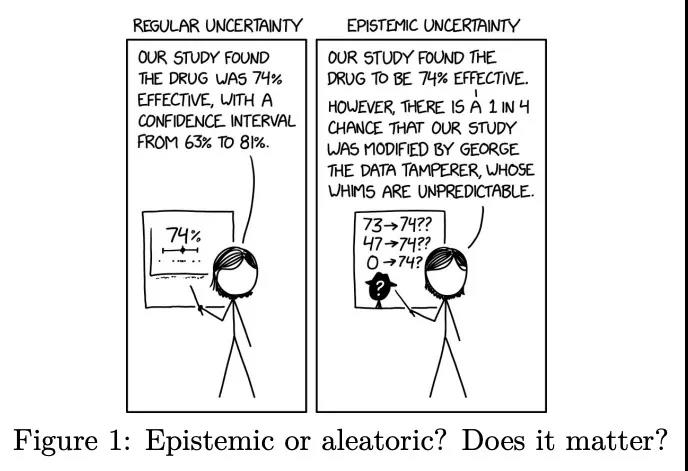 REGULAR UNCERTAINTY
OUR STUDY FOUND
THE DRUG WAS 74%
EFFECTIVE, WITH A
CONFIDENCE INTERVAL
FROM 63% TO 81%.
74%
EPISTEMIC UNCERTAINTY
OUR STUDY FOUND THE
DRUG TO BE 74% EFFECTIVE.
HOWEVER, THERE IS A 1 IN 4
CHANCE THAT OUR STUDY
WAS MODIFIED BY GEORGE
THE DATA TAMPERER, WHOSE
WHIMS ARE UNPREDICTABLE.
73→74??
47→74??
0→74?
?
Figure 1: Epistemic or aleatoric? Does it matter?